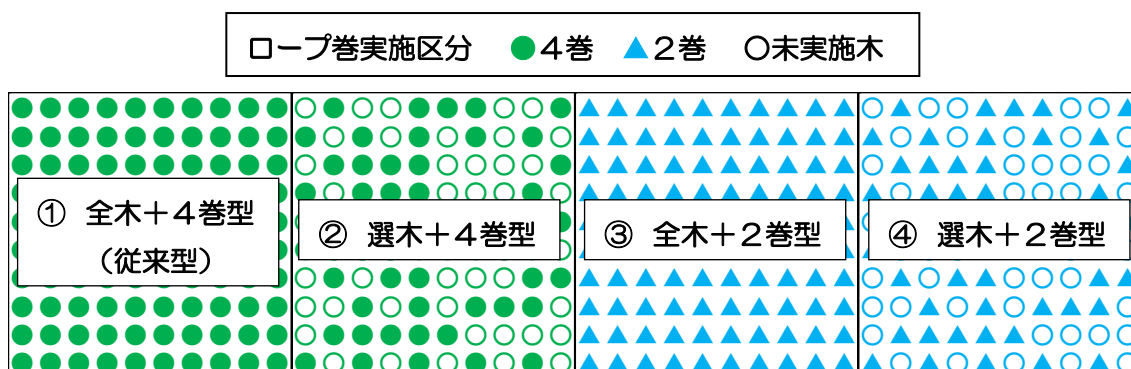 ロープ巻実施区分 ●4巻 ▲2巻 ○未実施木
① 全木＋4巻型
（従来型）
② 選木＋4巻型
③ 全木＋2巻型
④ 選木＋2巻型